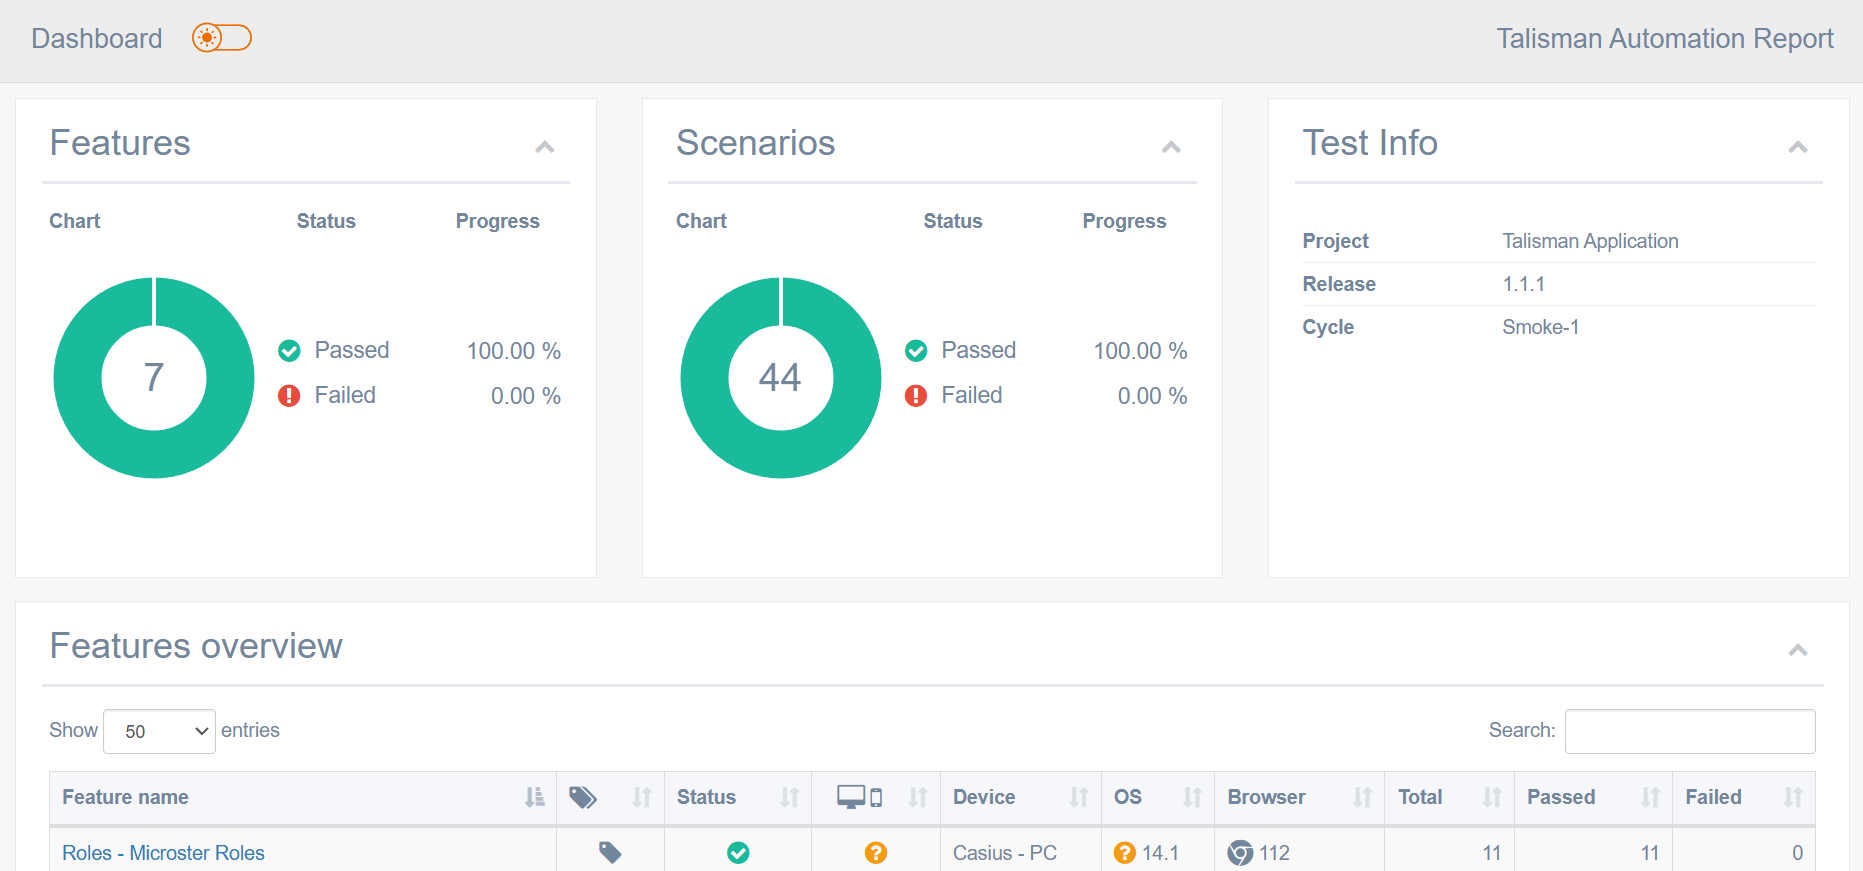 Dashboard
Talisman Automation Report
Features
Chart Status Progress
7
Passed 100.00 %
Failed 0.00 %
Scenarios
Chart Status Progress
44
Passed 100.00 %
Failed 0.00 %
Test Info
Project Talisman Application
Release 1.1.1
Cycle Smoke-1
Features overview
Show 50 entries
Search:
Feature name Status Device OS Browser Total Passed Failed
Roles - Microster Roles Casius - PC 14.1 112 11 11 0